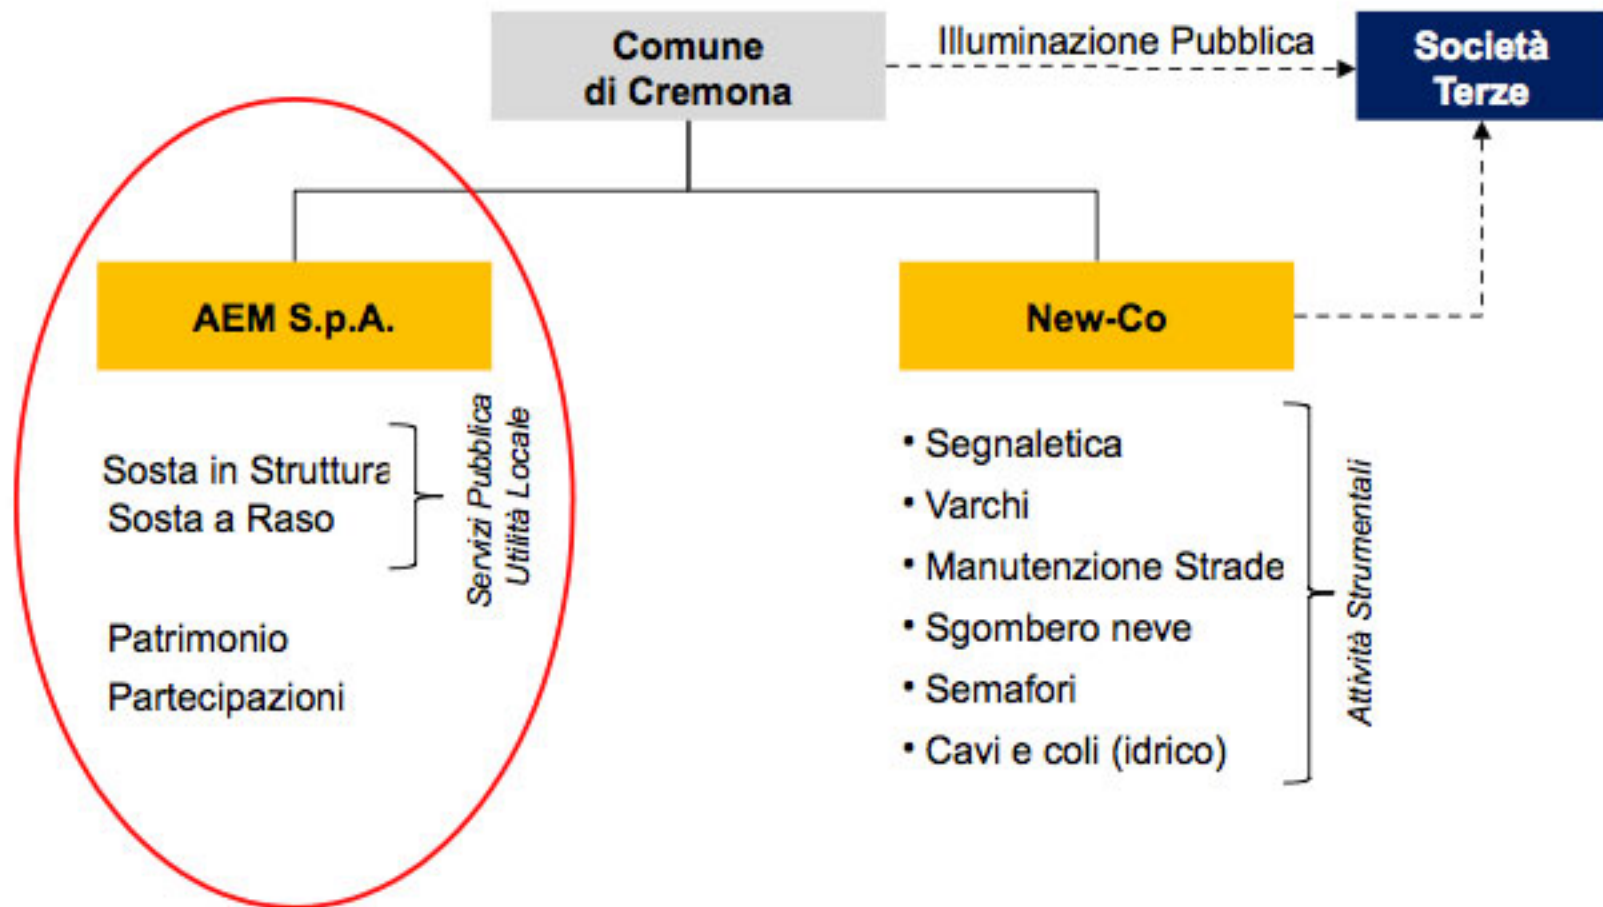 Comune
di Cremona
Illuminazione Pubblica
Società
Terze
AEM S.p.A.
New-Co
Sosta in Struttura
Sosta a Raso
Servizi Pubblica
Utilità Locale
Patrimonio
Partecipazioni
• Segnaletica
• Varchi
• Manutenzione Strade
• Sgombero neve
• Semafori
• Cavi e coli (idrico)
Attività Strumentali